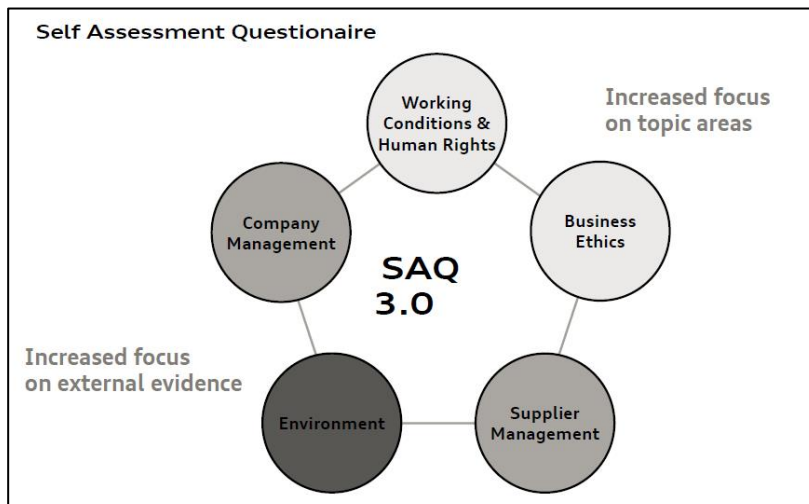 Self Assessment Questionaire
Working
Conditions &
Human Rights
Increased focus
on topic areas
Company
Management
Business
Ethics
SAQ
3.0
Increased focus
on external evidence
Environment
Supplier
Management